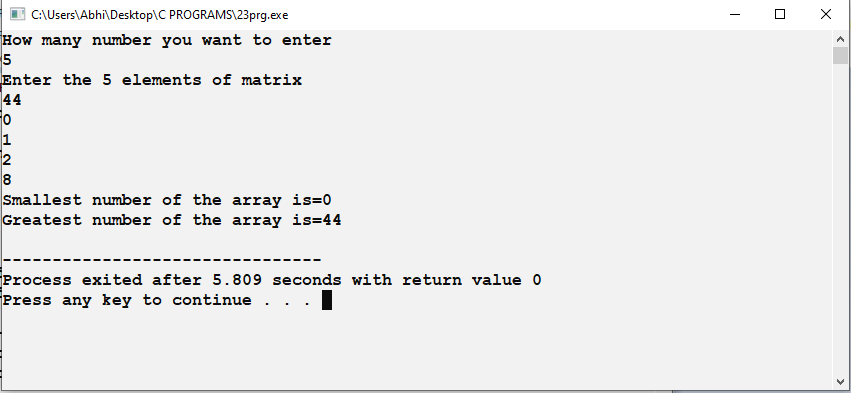 C:\Users\Abhi\Desktop\C PROGRAMS\23prg.exe
How many number you want to enter
5
Enter the 5 elements of matrix
44
0
1
2
8
Smallest number of the array is=0
Greatest number of the array is=44
--------------------------------
Process exited after 5.809 seconds with return value 0
Press any key to continue . . .